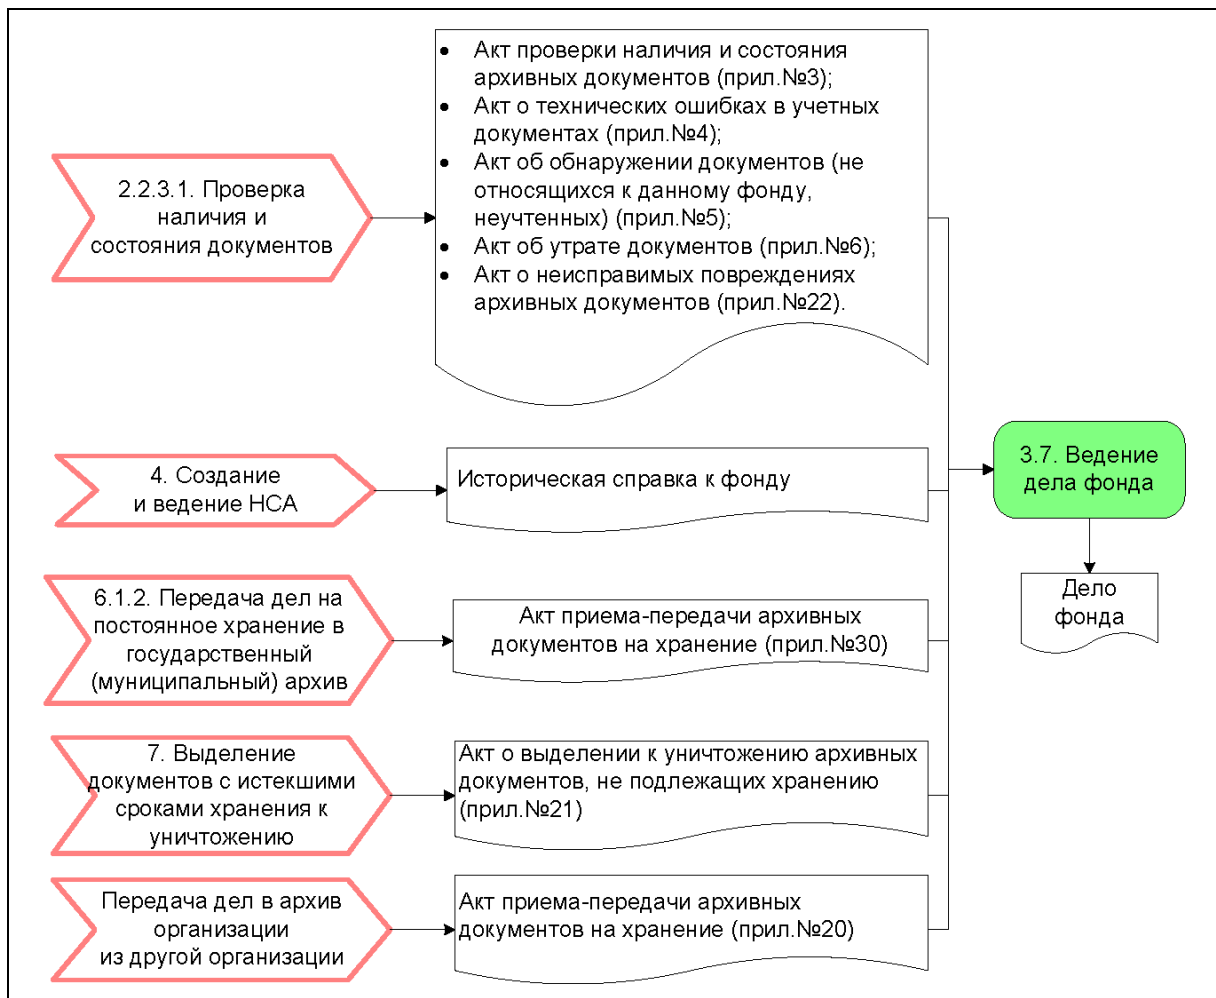 2.2.3.1. Проверка
наличия и
состояния документов
• Акт проверки наличия и состояния
архивных документов (прил.№3);
• Акт о технических ошибках в учетных
документах (прил.№4);
• Акт об обнаружении документов (не
относящихся к данному фонду,
неучтенных) (прил.№5);
• Акт об утрате документов (прил.№6);
• Акт о неисправимых повреждениях
архивных документов (прил.№22).
4. Создание
и ведение НСА
Историческая справка к фонду
6.1.2. Передача дел на
постоянное хранение в
государственный
(муниципальный) архив
Акт приема-передачи архивных
документов на хранение (прил.№30)
7. Выделение
документов с истекшими
сроками хранения к
уничтожению
Акт о выделении к уничтожению архивных
документов, не подлежащих хранению
(прил.№21)
Передача дел в архив
организации
из другой организации
Акт приема-передачи архивных
документов на хранение (прил.№20)
3.7. Ведение
дела фонда
Дело
фонда